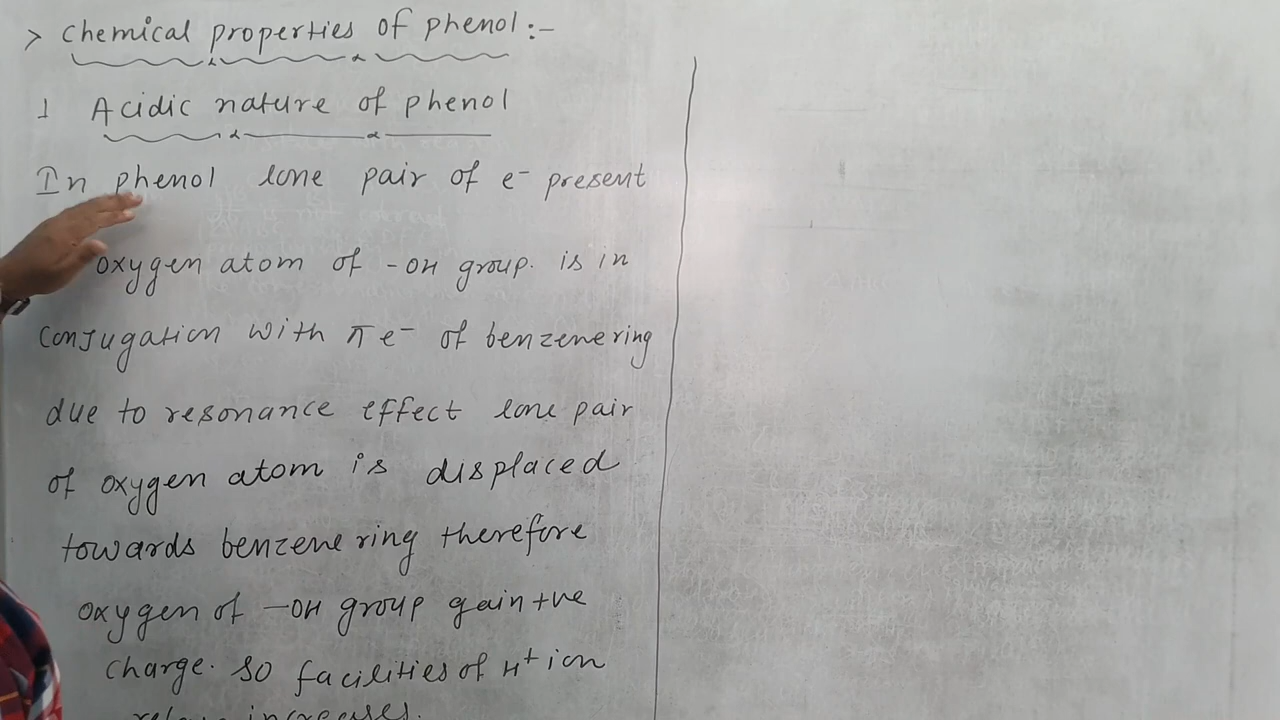 > Chemical properties of phenol:-
1 Acidic nature of phenol
In phenol lone pair of e- present
oxygen atom of -OH group. is in
conjugation with π e- of benzene ring
due to resonance effect lone pair
of oxygen atom is displaced
towards benzene ring therefore
oxygen of -OH group gain +ve
charge. so facilities of H+ ion
increases.